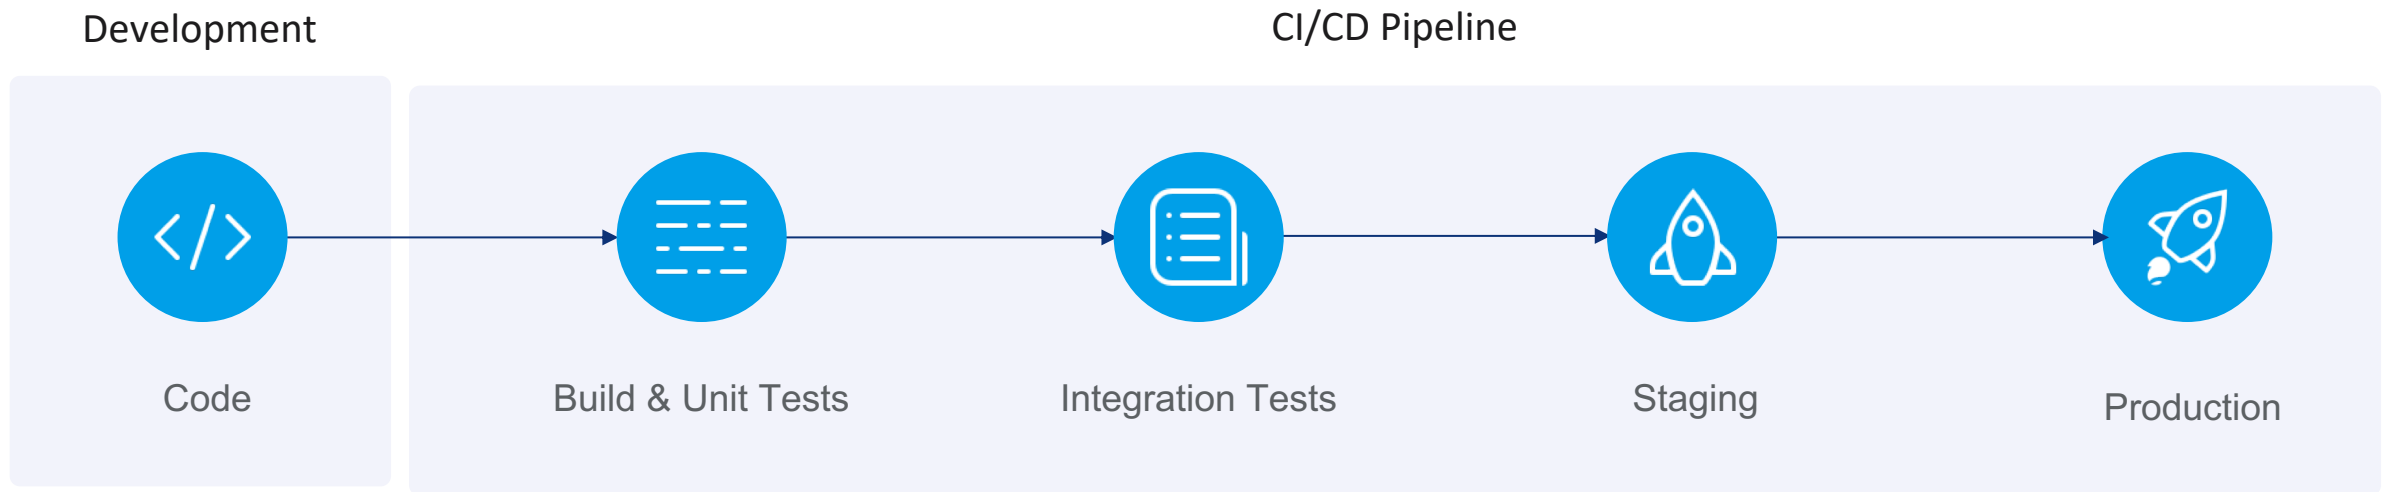 Development
CI/CD Pipeline
Code
Build & Unit Tests
Integration Tests
Staging
Production